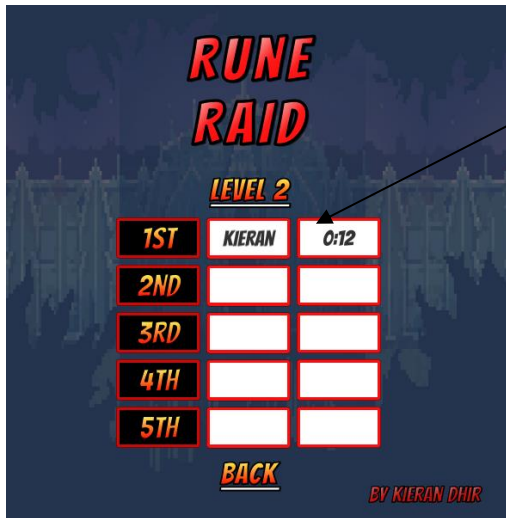 RUNE
RAID
LEVEL 2
1ST KIERAN 0:12
2ND
3RD
4TH
5TH
BACK
BY KIERAN DHIR